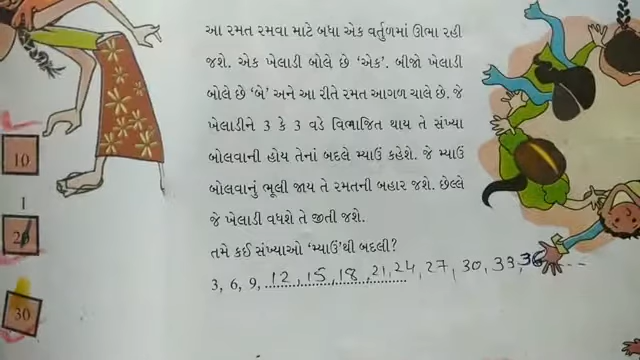 આ રમત રમવા માટે બધા એક વર્તુળમાં ઊભા રહી
જશે. એક ખેલાડી બોલે છે ‘એક’. બીજો ખેલાડી
બોલે છે ‘બે’ અને આ રીતે રમત આગળ ચાલે છે. જે
ખેલાડીને 3 કે 3 વડે વિભાજિત થાય તે સંખ્યા
બોલવાની હોય તેનાં બદલે મ્યાઉં કહેશે. જે મ્યાઉં
બોલવાનું ભૂલી જાય તે રમતની બહાર જશે. છેલ્લે
જે ખેલાડી વધશે તે જીતી જશે.
તમે કઈ સંખ્યાઓ ‘મ્યાઉં’થી બદલી?
3, 6, 9, 12, 15, 18, 21, 24, 27, 30, 33, 36
10
1
30